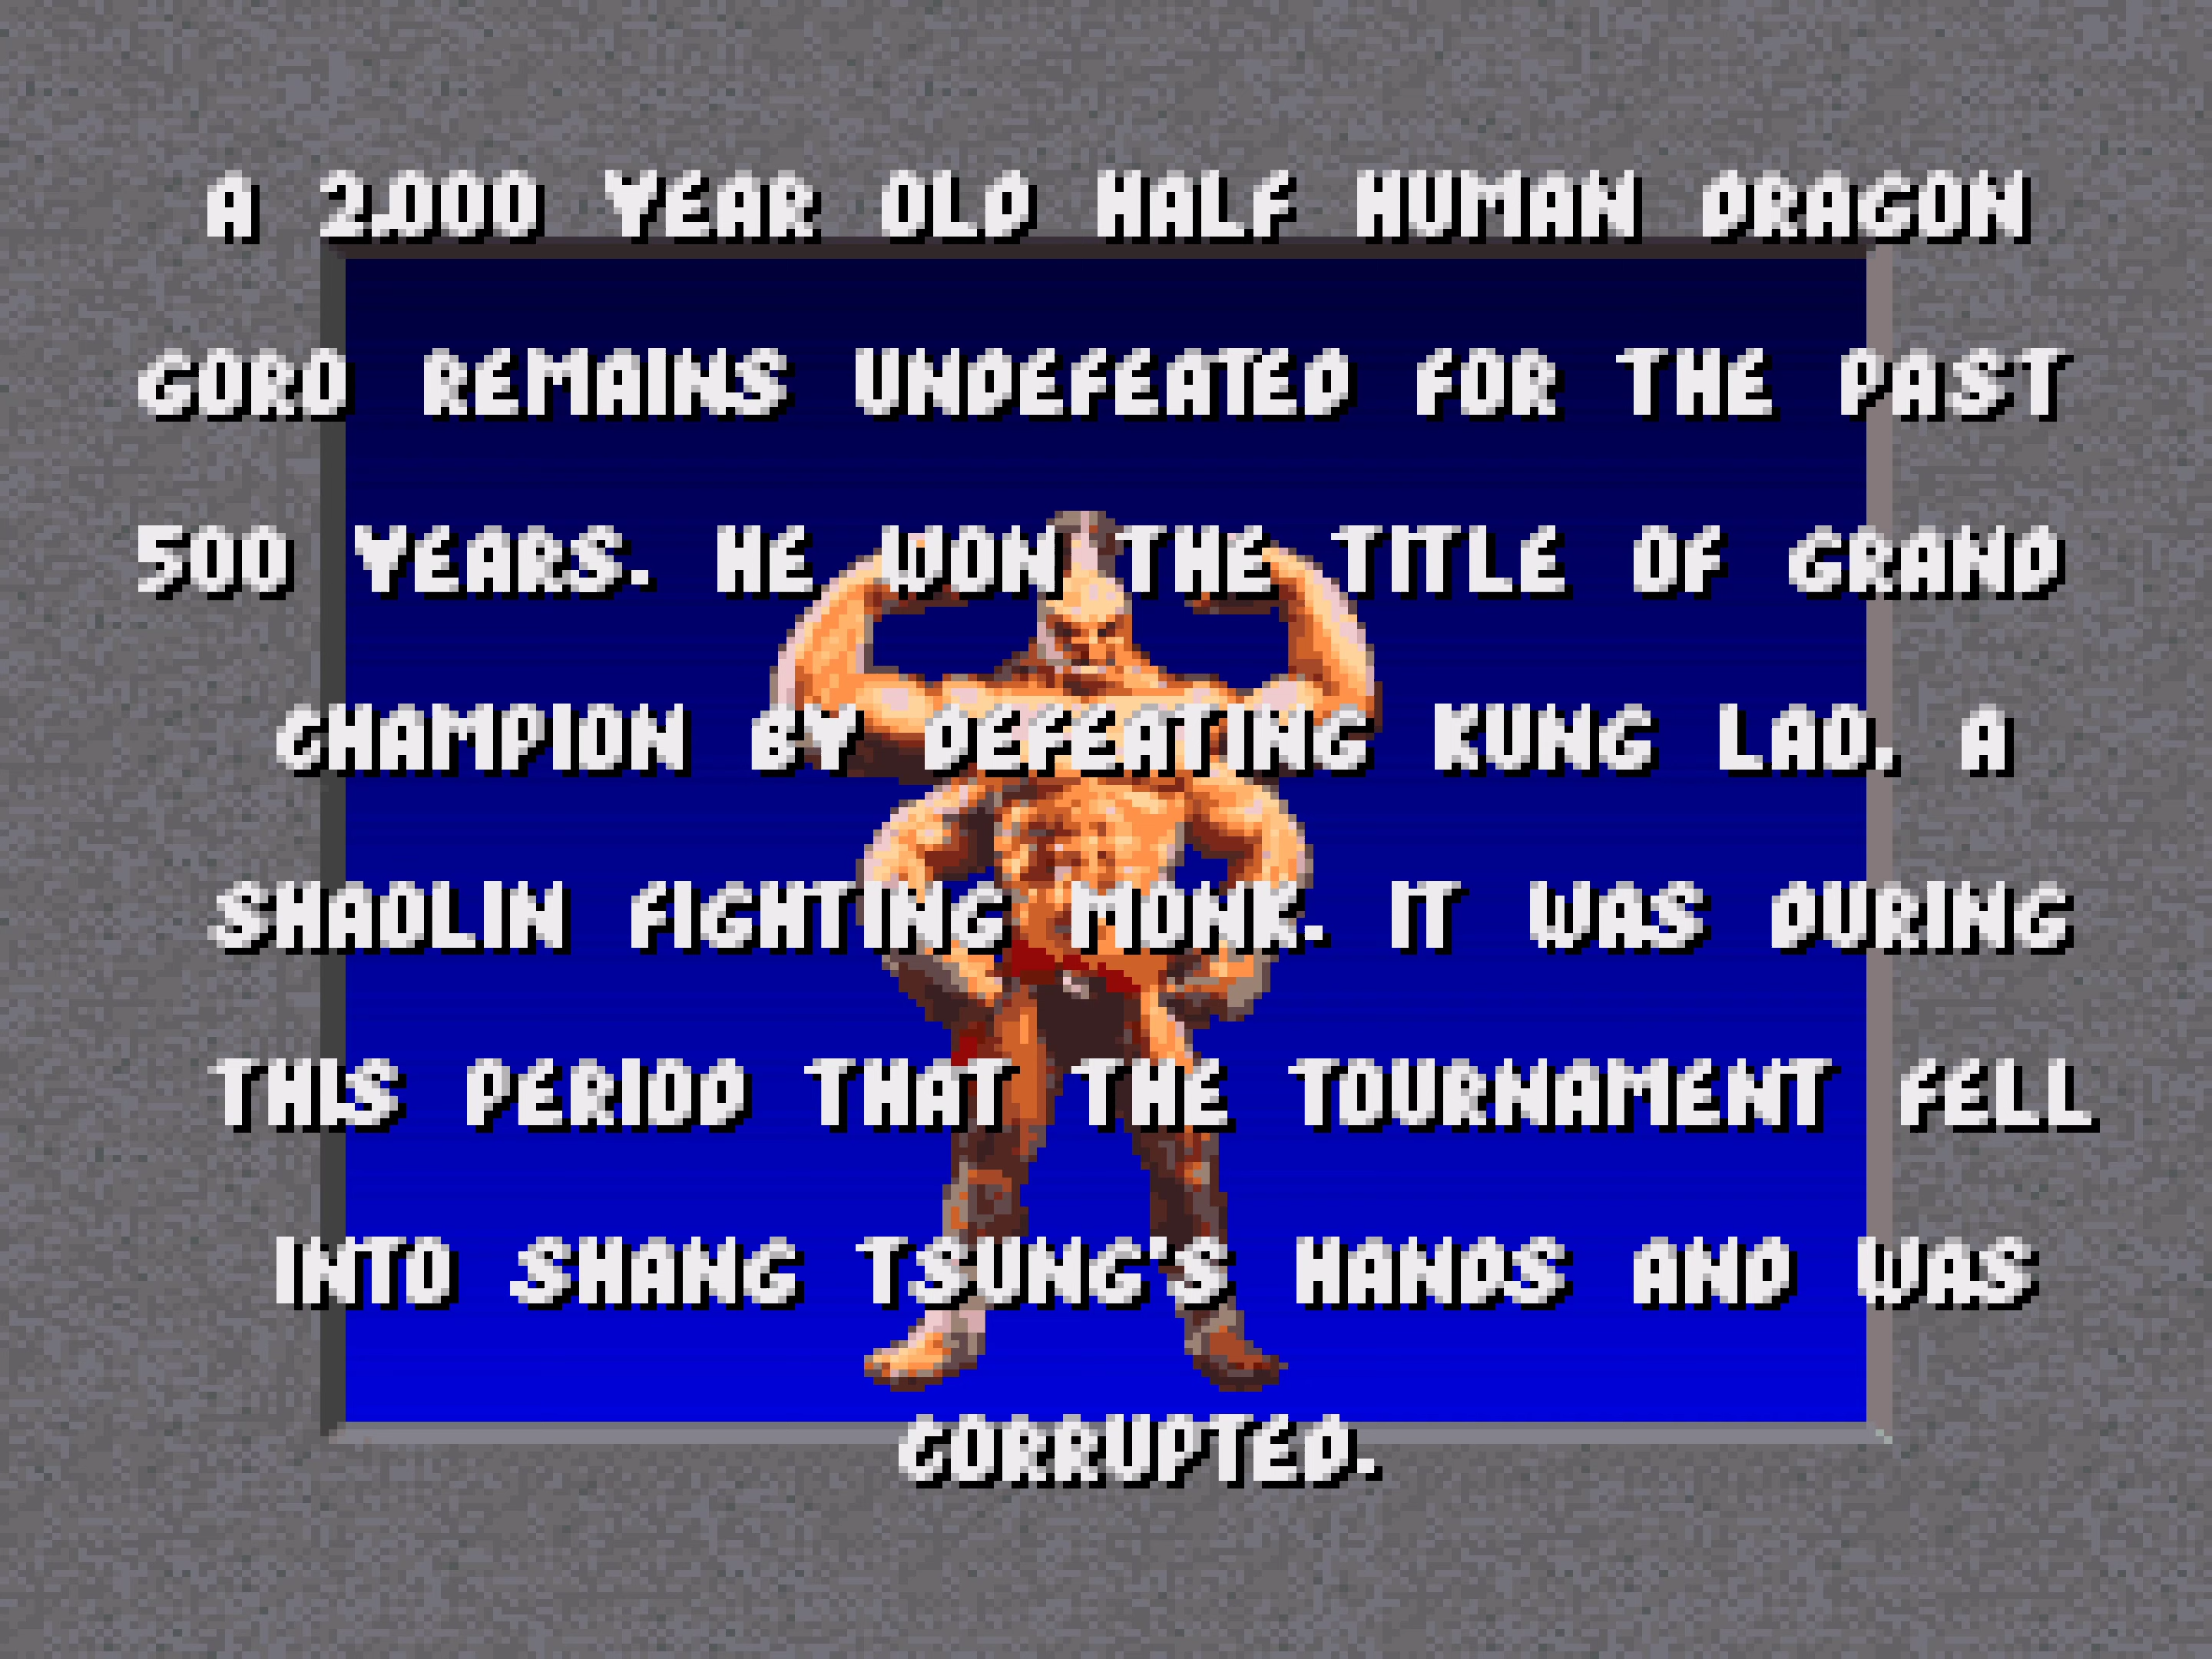 A 2.000 YEAR OLD HALF HUMAN DRAGON
GORO REMAINS UNDEFEATED FOR THE PAST
500 YEARS. HE WON THE TITLE OF GRAND
CHAMPION BY DEFEATING KUNG LAO. A
SHAOLIN FIGHTING MONK. IT WAS DURING
THIS PERIOD THAT THE TOURNAMENT FELL
INTO SHANG TSUNG'S HANDS AND WAS
CORRUPTED.